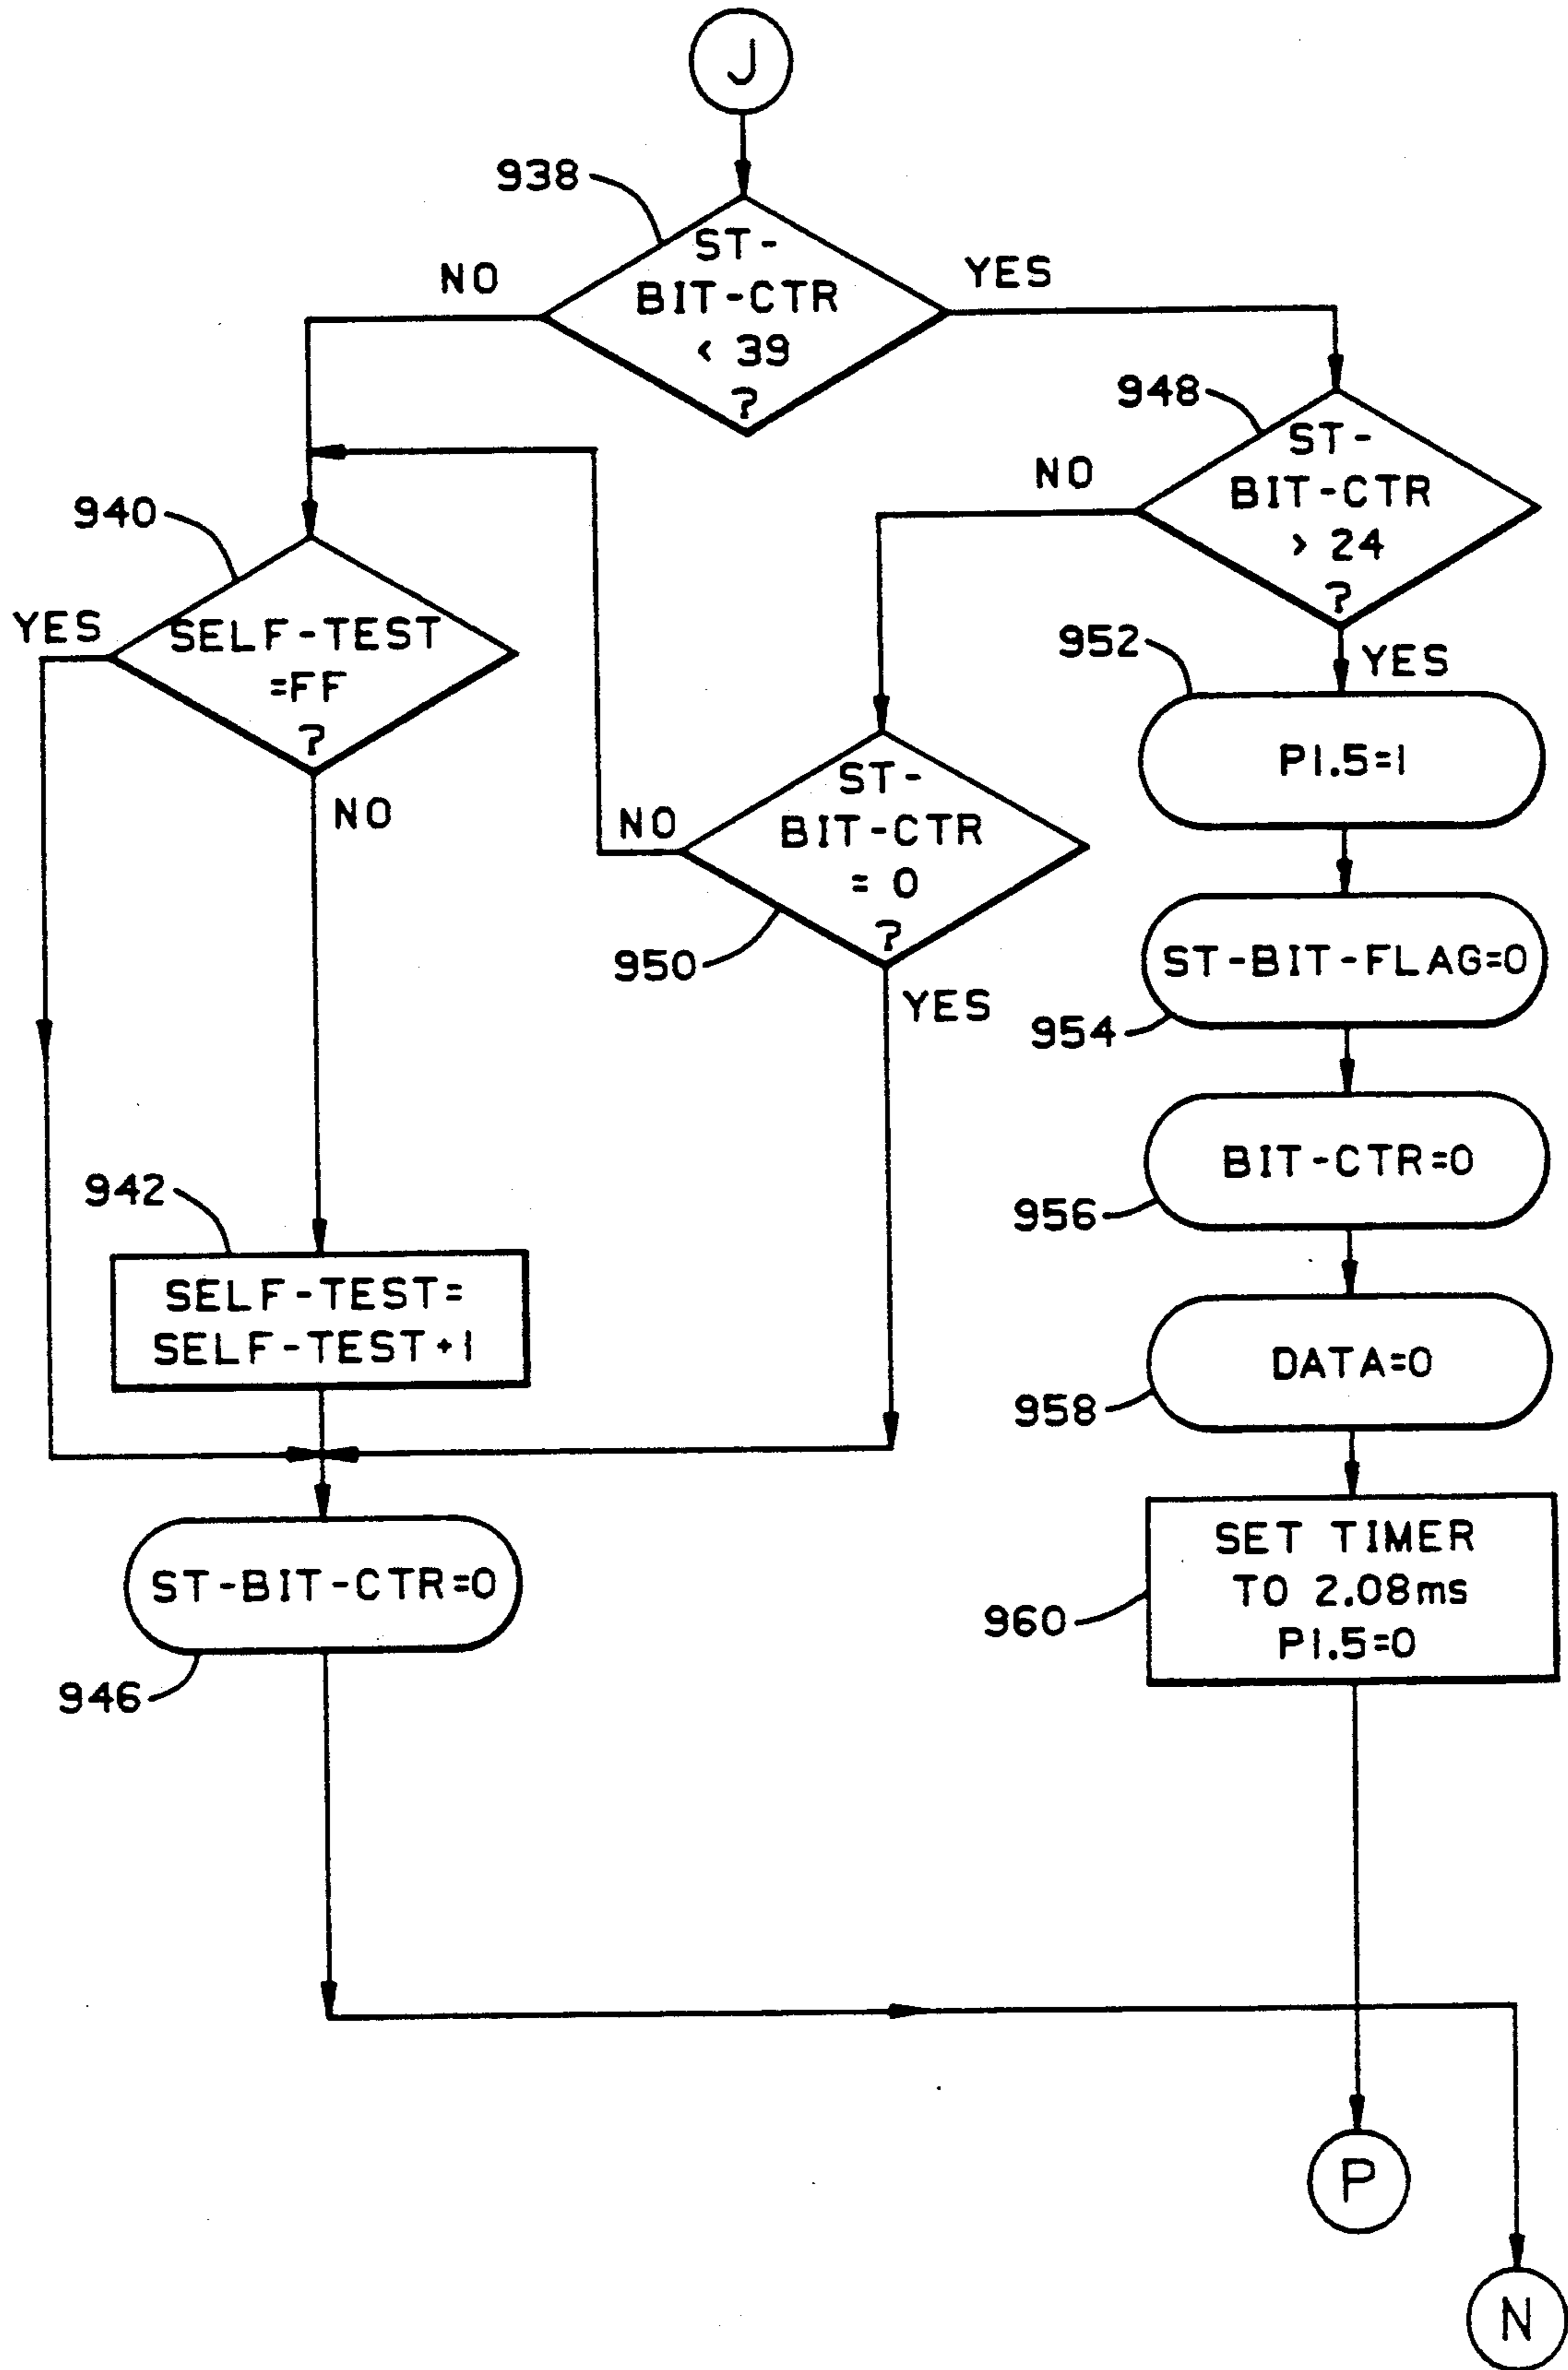 J
938
ST-
BIT-CTR
< 39
?
NO
YES
948
ST-
BIT-CTR
> 24
?
NO
YES
940
SELF-TEST
=FF
?
YES
NO
950
ST-
BIT-CTR
= 0
?
NO
YES
952
P1.5=1
954
ST-BIT-FLAG=0
956
BIT-CTR=0
958
DATA=0
942
SELF-TEST=
SELF-TEST+1
946
ST-BIT-CTR=0
960
SET TIMER
TO 2.08ms
P1.5=0
P
N